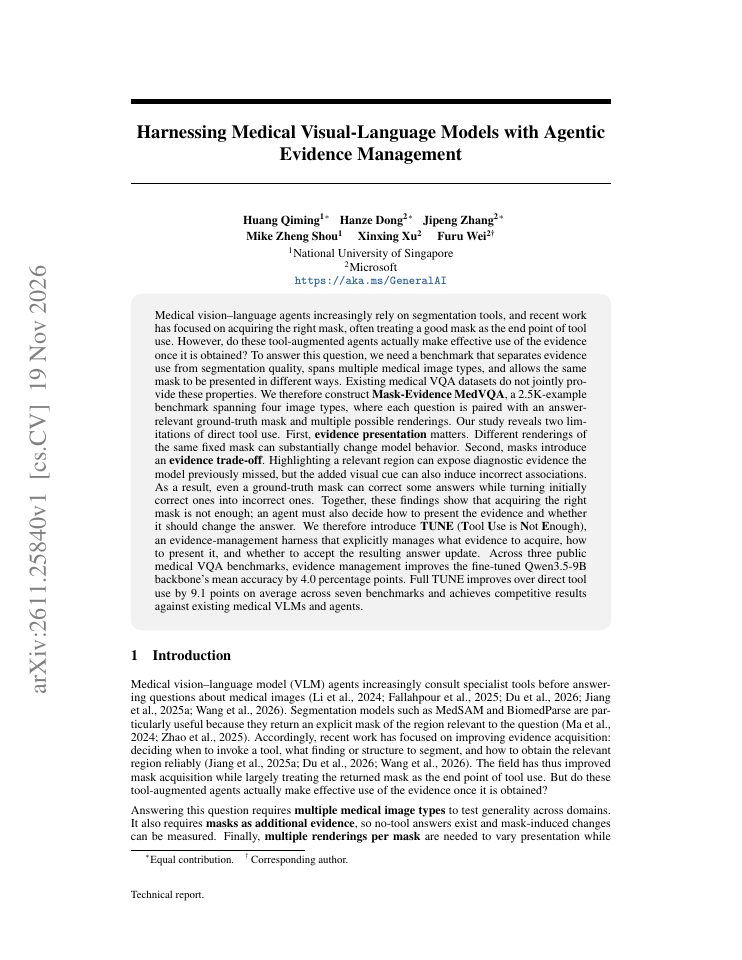 arXiv:2611.25840v1 [cs.CV] 19 Nov 2026
Harnessing Medical Visual-Language Models with Agentic
Evidence Management
Huang Qiming1* Hanze Dong2* Jipeng Zhang2*
Mike Zheng Shou1 Xinxing Xu2 Furu Wei2†
1National University of Singapore
2Microsoft
https://aka.ms/GeneralAI
Medical vision–language agents increasingly rely on segmentation tools, and recent work
has focused on acquiring the right mask, often treating a good mask as the end point of tool
use. However, do these tool-augmented agents actually make effective use of the evidence
once it is obtained? To answer this question, we need a benchmark that separates evidence
use from segmentation quality, spans multiple medical image types, and allows the same
mask to be presented in different ways. Existing medical VQA datasets do not jointly pro-
vide these properties. We therefore construct Mask-Evidence MedVQA, a 2.5K-example
benchmark spanning four image types, where each question is paired with an answer-
relevant ground-truth mask and multiple possible renderings. Our study reveals two lim-
itations of direct tool use. First, evidence presentation matters. Different renderings of
the same fixed mask can substantially change model behavior. Second, masks introduce
an evidence trade-off. Highlighting a relevant region can expose diagnostic evidence the
model previously missed, but the added visual cue can also induce incorrect associations.
As a result, even a ground-truth mask can correct some answers while turning initially
correct ones into incorrect ones. Together, these findings show that acquiring the right
mask is not enough; an agent must also decide how to present the evidence and whether
it should change the answer. We therefore introduce TUNE (Tool Use is Not Enough),
an evidence-management harness that explicitly manages what evidence to acquire, how
to present it, and whether to accept the resulting answer update. Across three public
medical VQA benchmarks, evidence management improves the fine-tuned Qwen3.5-9B
backbone's mean accuracy by 4.0 percentage points. Full TUNE improves over direct tool
use by 9.1 points on average across seven benchmarks and achieves competitive results
against existing medical VLMs and agents.
1 Introduction
Medical vision–language model (VLM) agents increasingly consult specialist tools before answer-
ing questions about medical images (Li et al., 2024; Fallahpour et al., 2025; Du et al., 2026; Jiang
et al., 2025a; Wang et al., 2026). Segmentation models such as MedSAM and BiomedParse are par-
ticularly useful because they return an explicit mask of the region relevant to the question (Ma et al.,
2024; Zhao et al., 2025). Accordingly, recent work has focused on improving evidence acquisition:
deciding when to invoke a tool, what finding or structure to segment, and how to obtain the relevant
region reliably (Jiang et al., 2025a; Du et al., 2026; Wang et al., 2026). The field has thus improved
mask acquisition while largely treating the returned mask as the end point of tool use. But do these
tool-augmented agents actually make effective use of the evidence once it is obtained?
Answering this question requires multiple medical image types to test generality across domains.
It also requires masks as additional evidence, so no-tool answers exist and mask-induced changes
can be measured. Finally, multiple renderings per mask are needed to vary presentation while
*Equal contribution. † Corresponding author.
Technical report.